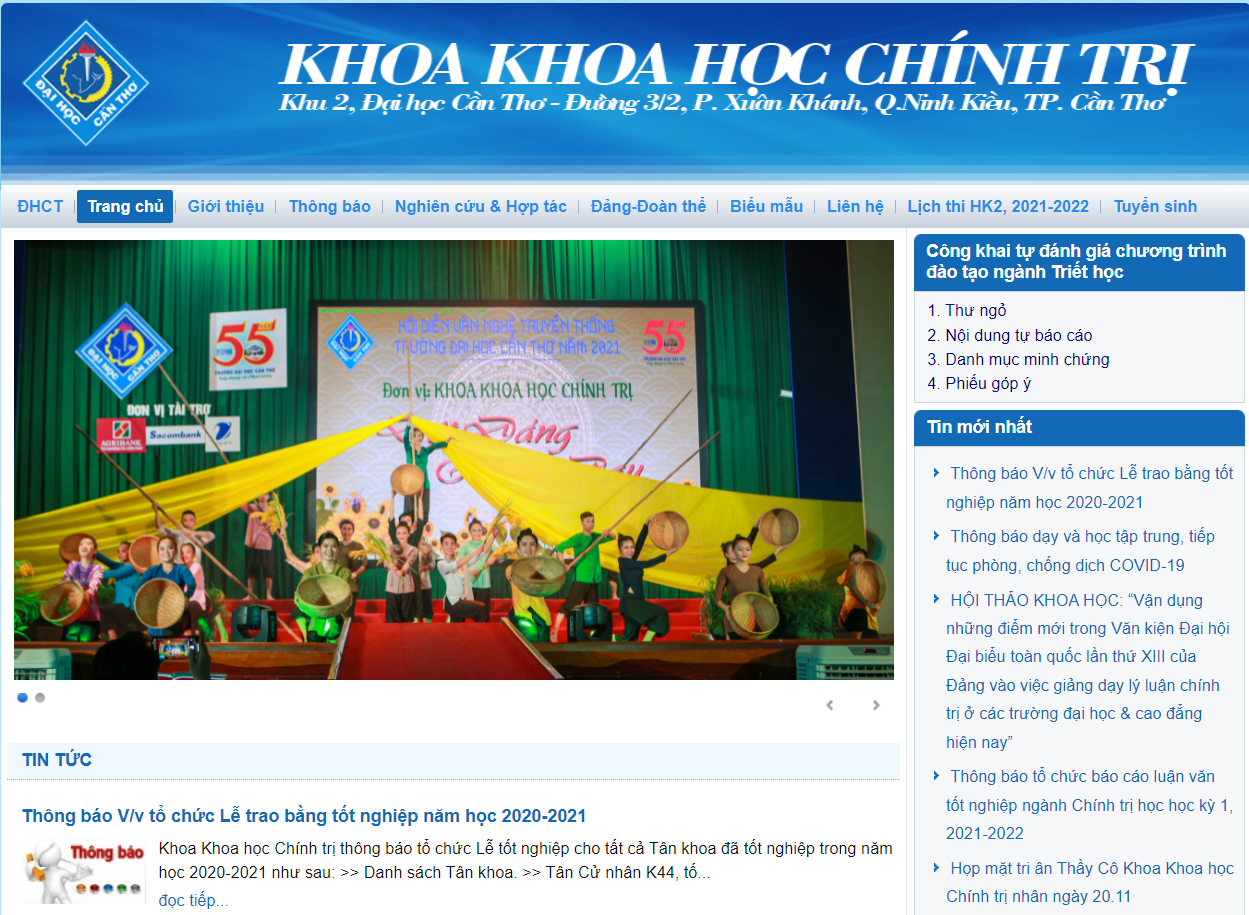 ĐẠI HỌC CẦN THƠ
KHOA KHOA HỌC CHÍNH TRỊ
Khu 2, Đại học Cần Thơ - Đường 3/2, P. Xuân Khánh, Q.Ninh Kiều, TP. Cần Thơ
ĐHCT
Trang chủ
Giới thiệu
Thông báo
Nghiên cứu & Hợp tác
Đảng-Đoàn thể
Biểu mẫu
Liên hệ
Lịch thi HK2, 2021-2022
Tuyển sinh
ĐẠI HỌC CẦN THƠ
55 NĂM
TRƯỜNG ĐẠI HỌC CẦN THƠ
ĐƠN VỊ TÀI TRỢ
AGRIBANK
Sacombank
HỘI DIỄN VĂN NGHỆ TRUYỀN THỐNG
TRƯỜNG ĐẠI HỌC CẦN THƠ NĂM 2021
55
Đơn vị: KHOA KHOA HỌC CHÍNH TRỊ
Dáng
TIN TỨC
Thông báo V/v tổ chức Lễ trao bằng tốt nghiệp năm học 2020-2021
Thông báo
Khoa Khoa học Chính trị thông báo tổ chức Lễ tốt nghiệp cho tất cả Tân khoa đã tốt nghiệp trong năm
học 2020-2021 như sau: >> Danh sách Tân khoa. >> Tân Cử nhân K44, tố...
đọc tiếp...
Công khai tự đánh giá chương trình
đào tạo ngành Triết học
1. Thư ngỏ
2. Nội dung tự báo cáo
3. Danh mục minh chứng
4. Phiếu góp ý
Tin mới nhất
Thông báo V/v tổ chức Lễ trao bằng tốt
nghiệp năm học 2020-2021
Thông báo dạy và học tập trung, tiếp
tục phòng, chống dịch COVID-19
HỘI THẢO KHOA HỌC: “Vận dụng
những điểm mới trong Văn kiện Đại hội
Đại biểu toàn quốc lần thứ XIII của
Đảng vào việc giảng dạy lý luận chính
trị ở các trường đại học & cao đẳng
hiện nay”
Thông báo tổ chức báo cáo luận văn
tốt nghiệp ngành Chính trị học học kỳ 1,
2021-2022
Họp mặt tri ân Thầy Cô Khoa Khoa học
Chính trị nhân ngày 20.11